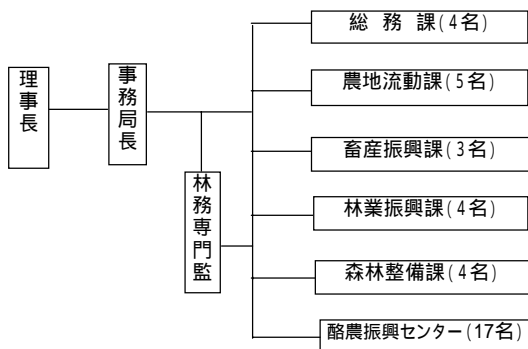 理事長
事務局長
林務専門監
総務課(4名)
農地流動課(5名)
畜産振興課(3名)
林業振興課(4名)
森林整備課(4名)
酪農振興センター(17名)